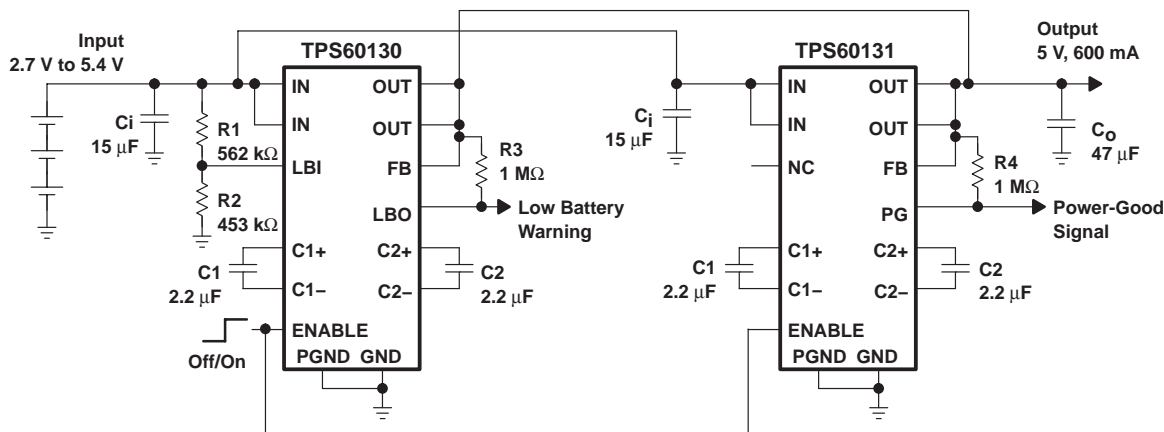 Input
2.7 V to 5.4 V
TPS60130
TPS60131
Output
5 V, 600 mA
Ci
15 μF
R1
562 kΩ
R2
453 kΩ
IN
IN
LBI
OUT
OUT
FB
LBO
R3
1 MΩ
Low Battery
Warning
C1
2.2 μF
C1+
C1−
C2+
C2−
C2
2.2 μF
Off/On
ENABLE
PGND GND
Ci
15 μF
IN
IN
NC
OUT
OUT
FB
PG
R4
1 MΩ
Co
47 μF
Power-Good
Signal
C1
2.2 μF
C1+
C1−
C2+
C2−
C2
2.2 μF
ENABLE
PGND GND